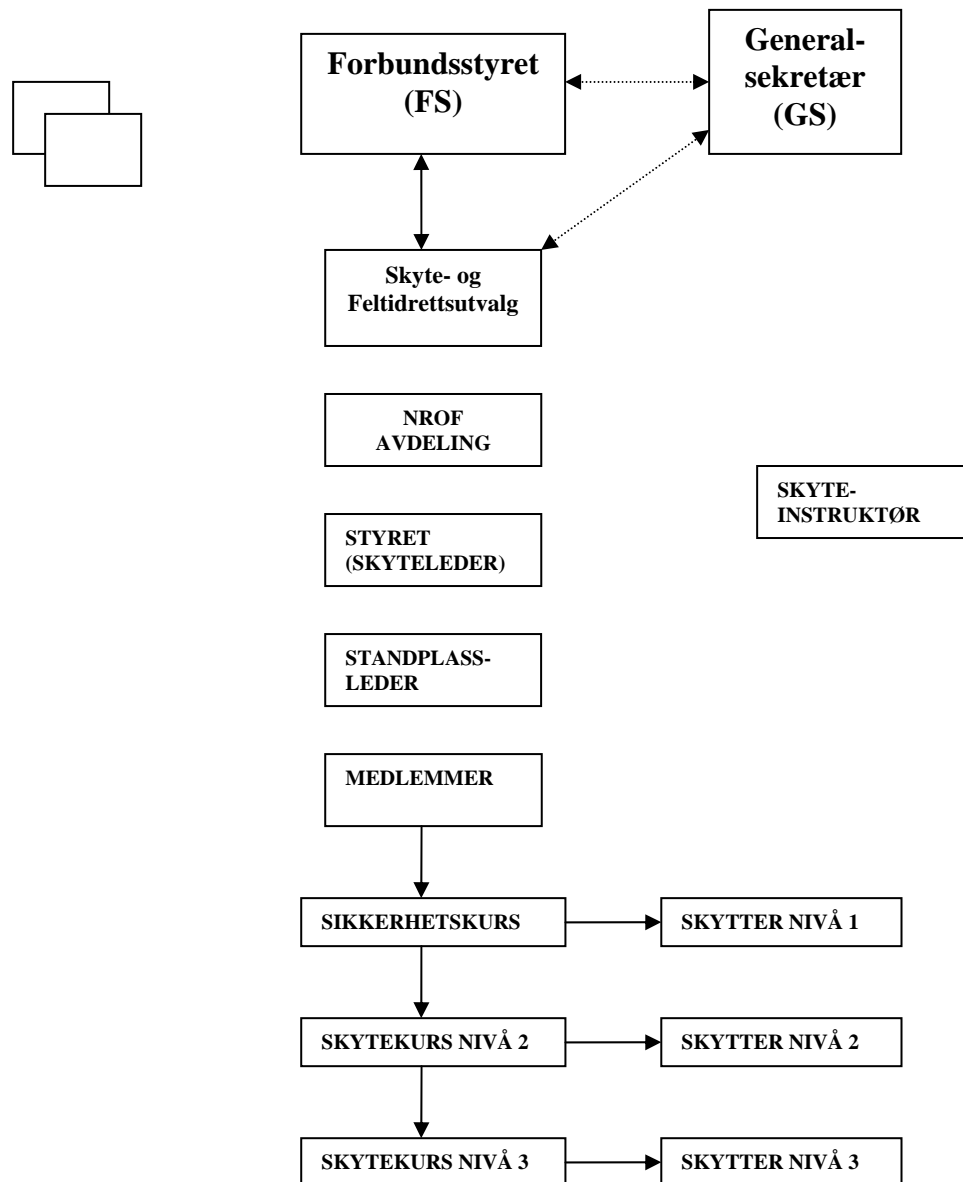 Forbundsstyret
(FS)
General-
sekretær
(GS)
Skyte- og
Feltidrettsutvalg
NROF
AVDELING
SKYTE-
INSTRUKTØR
STYRET
(SKYTELEDER)
STANDPLASS-
LEDER
MEDLEMMER
SIKKERHETSKURS
SKYTTER NIVÅ 1
SKYTEKURS NIVÅ 2
SKYTTER NIVÅ 2
SKYTEKURS NIVÅ 3
SKYTTER NIVÅ 3